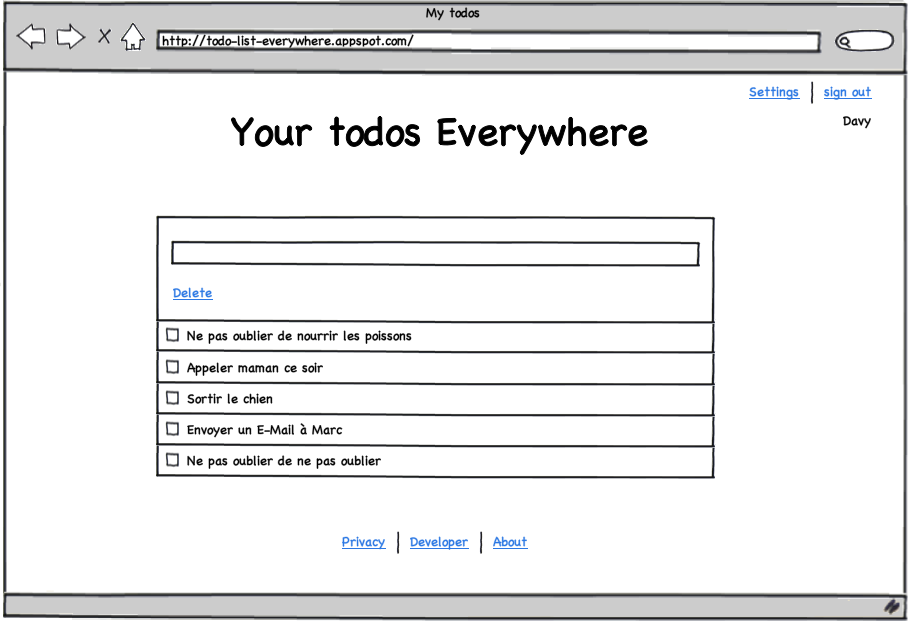 My todos
http://todo-list-everywhere.appspot.com/
Settings | sign out
Davy
Your todos Everywhere
Delete
Ne pas oublier de nourrir les poissons
Appeler maman ce soir
Sortir le chien
Envoyer un E-Mail à Marc
Ne pas oublier de ne pas oublier
Privacy | Developer | About